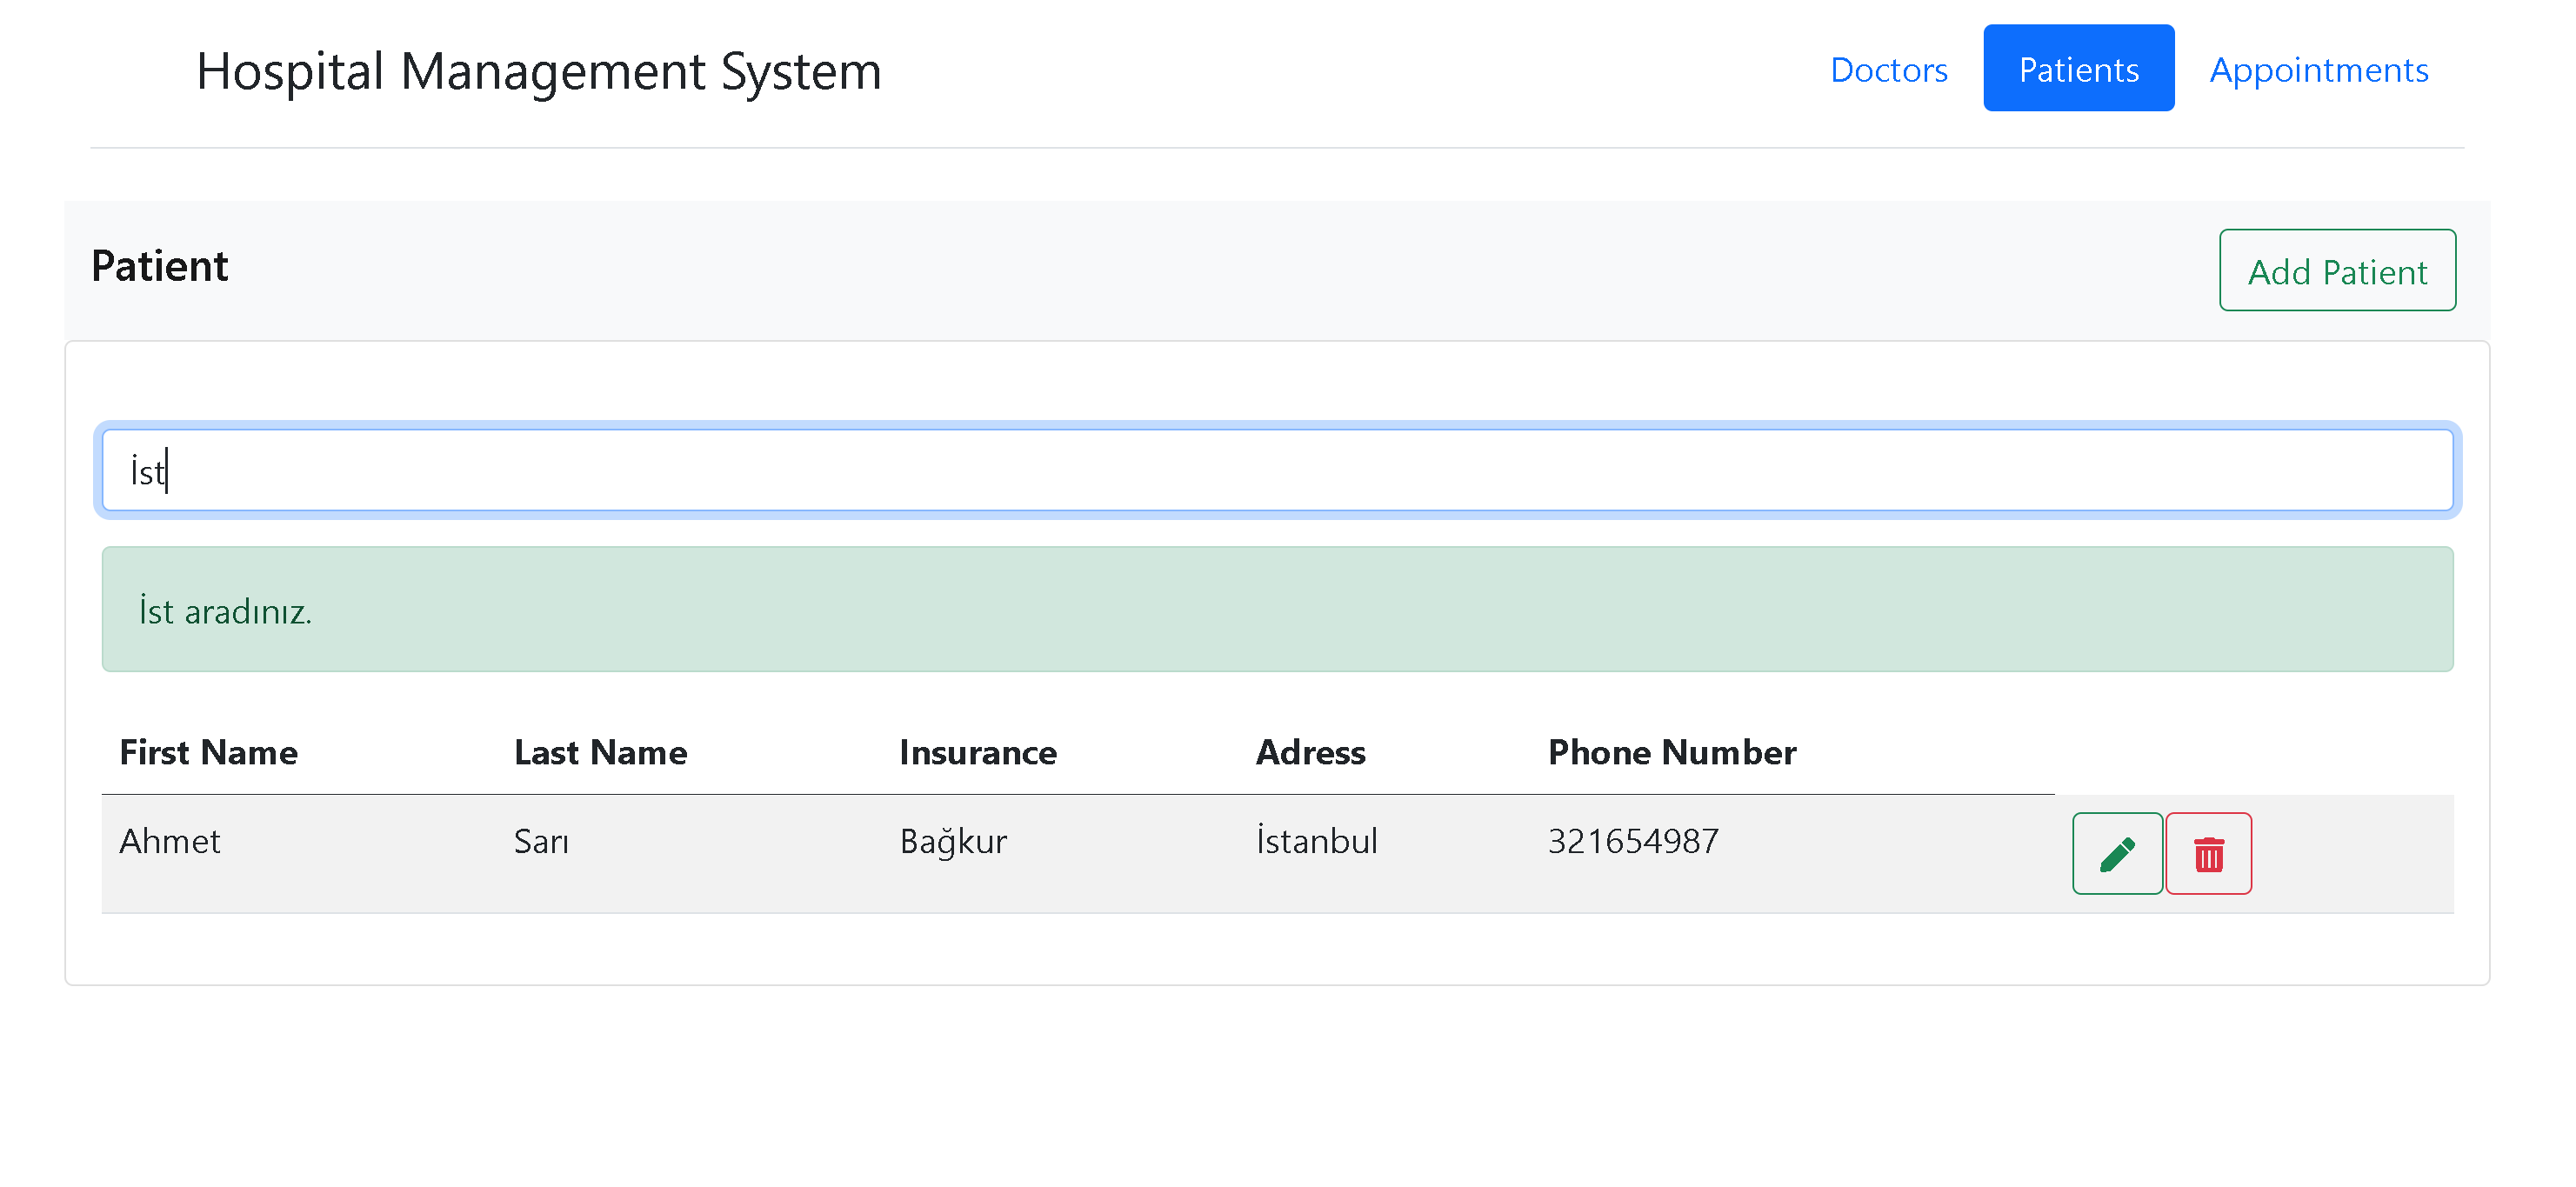 Hospital Management System Doctors Patients Appointments
Patient Add Patient
İst
İst aradınız.
First Name Last Name Insurance Adress Phone Number
Ahmet Sarı Bağkur İstanbul 321654987